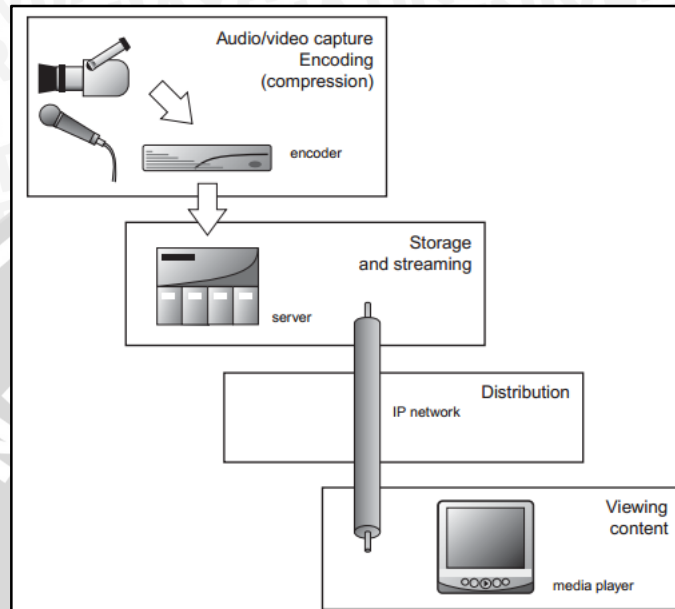 Audio/video capture
Encoding
(compression)
encoder
Storage
and streaming
server
Distribution
IP network
Viewing
content
media player